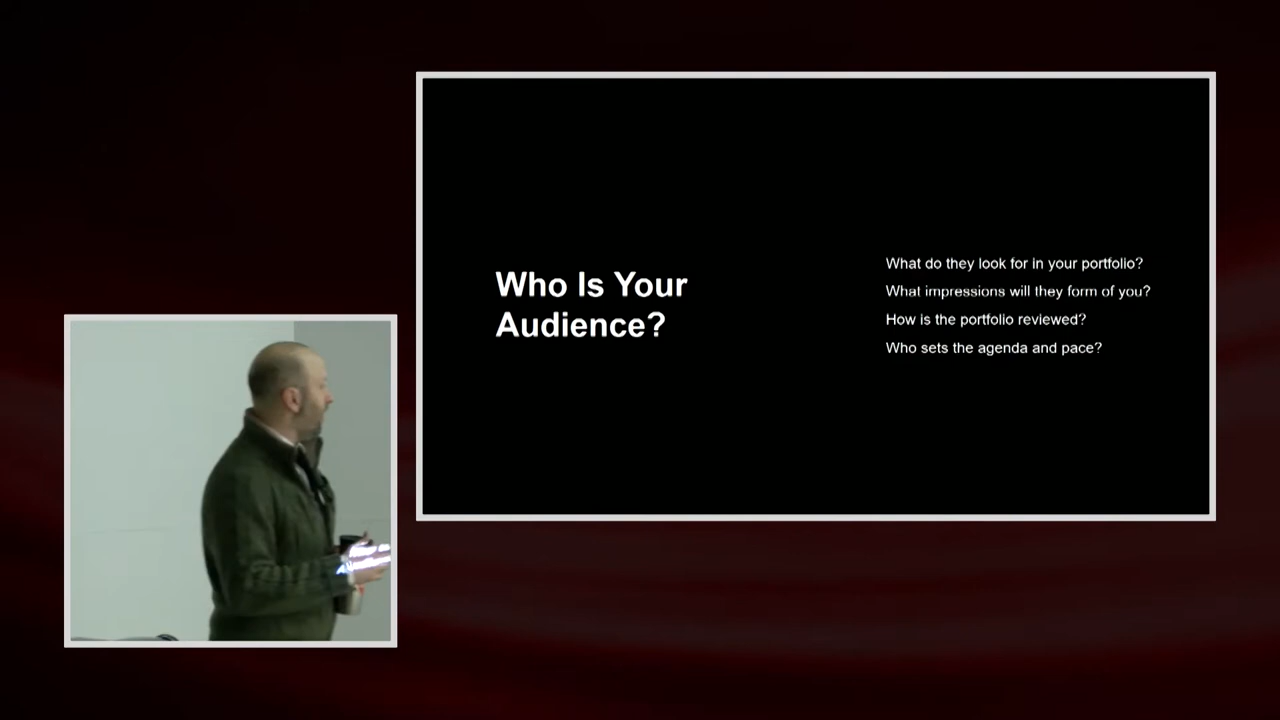 Who Is Your
Audience?
What do they look for in your portfolio?
What impressions will they form of you?
How is the portfolio reviewed?
Who sets the agenda and pace?